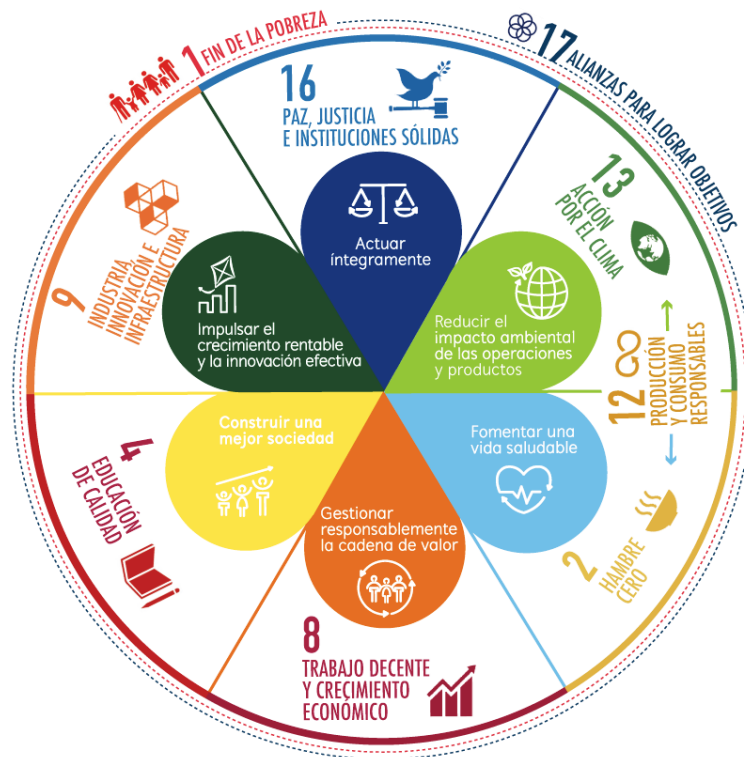 1 FIN DE LA POBREZA
17 ALIANZAS PARA LOGRAR OBJETIVOS
16
PAZ, JUSTICIA
E INSTITUCIONES SÓLIDAS
13
ACCIÓN
POR EL CLIMA
9
INDUSTRIA,
INNOVACIÓN E
INFRAESTRUCTURA
Actuar
íntegramente
Impulsar el
crecimiento rentable
y la innovación efectiva
Reducir el
impacto ambiental
de las operaciones
y productos
12
PRODUCCIÓN
Y CONSUMO
RESPONSABLES
Construir una
mejor sociedad
Fomentar una
vida saludable
4
EDUCACIÓN
DE CALIDAD
Gestionar
responsablemente
la cadena de valor
2
HAMBRE
CERO
8
TRABAJO DECENTE
Y CRECIMIENTO
ECONÓMICO